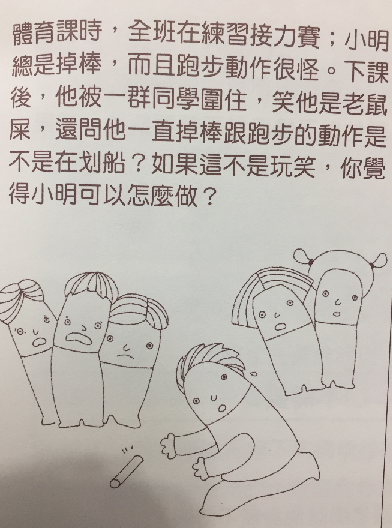 體育課時，全班在練習接力賽；小明
總是掉棒，而且跑步動作很怪。下課
後，他被一群同學圍住，笑他是老鼠
屎，還問他一直掉棒跟跑步的動作是
不是在划船？如果這不是玩笑，你覺
得小明可以怎麼做？